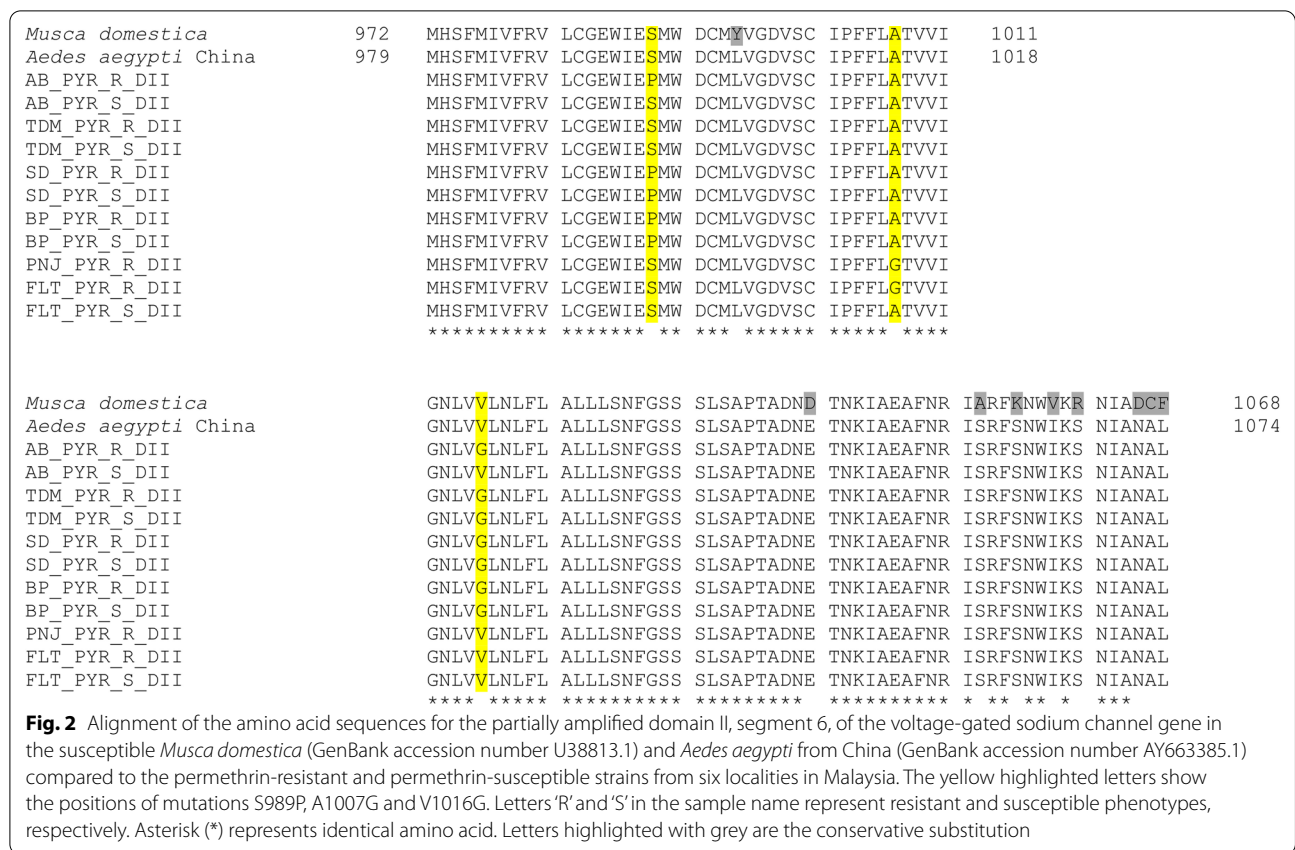 Musca domestica 972 MHSFMIVFRV LCGEWIESMW DCMYVGDVSC IPFFLATVVI 1011
Aedes aegypti China 979 MHSFMIVFRV LCGEWIESMW DCMLVGDVSC IPFFLATVVI 1018
AB_PYR_R_DII MHSFMIVFRV LCGEWIEPMW DCMLVGDVSC IPFFLATVVI
AB_PYR_S_DII MHSFMIVFRV LCGEWIESMW DCMLVGDVSC IPFFLATVVI
TDM_PYR_R_DII MHSFMIVFRV LCGEWIESMW DCMLVGDVSC IPFFLATVVI
TDM_PYR_S_DII MHSFMIVFRV LCGEWIESMW DCMLVGDVSC IPFFLATVVI
SD_PYR_R_DII MHSFMIVFRV LCGEWIEPMW DCMLVGDVSC IPFFLATVVI
SD_PYR_S_DII MHSFMIVFRV LCGEWIEPMW DCMLVGDVSC IPFFLATVVI
BP_PYR_R_DII MHSFMIVFRV LCGEWIEPMW DCMLVGDVSC IPFFLATVVI
BP_PYR_S_DII MHSFMIVFRV LCGEWIEPMW DCMLVGDVSC IPFFLATVVI
PNJ_PYR_R_DII MHSFMIVFRV LCGEWIESMW DCMLVGDVSC IPFFLGTVVI
FLT_PYR_R_DII MHSFMIVFRV LCGEWIESMW DCMLVGDVSC IPFFLGTVVI
FLT_PYR_S_DII MHSFMIVFRV LCGEWIESMW DCMLVGDVSC IPFFLATVVI
********** ******* ** *** ****** ***** ****
Musca domestica GNLVVLNLFL ALLLSNFGSS SLSAPTADND TNKIAEAFNR IARFKNWVKR NIADCF 1068
Aedes aegypti China GNLVVLNLFL ALLLSNFGSS SLSAPTADNE TNKIAEAFNR ISRFSNWIKS NIANAL 1074
AB_PYR_R_DII GNLVGLNLFL ALLLSNFGSS SLSAPTADNE TNKIAEAFNR ISRFSNWIKS NIANAL
AB_PYR_S_DII GNLVVLNLFL ALLLSNFGSS SLSAPTADNE TNKIAEAFNR ISRFSNWIKS NIANAL
TDM_PYR_R_DII GNLVGLNLFL ALLLSNFGSS SLSAPTADNE TNKIAEAFNR ISRFSNWIKS NIANAL
TDM_PYR_S_DII GNLVGLNLFL ALLLSNFGSS SLSAPTADNE TNKIAEAFNR ISRFSNWIKS NIANAL
SD_PYR_R_DII GNLVGLNLFL ALLLSNFGSS SLSAPTADNE TNKIAEAFNR ISRFSNWIKS NIANAL
SD_PYR_S_DII GNLVGLNLFL ALLLSNFGSS SLSAPTADNE TNKIAEAFNR ISRFSNWIKS NIANAL
BP_PYR_R_DII GNLVGLNLFL ALLLSNFGSS SLSAPTADNE TNKIAEAFNR ISRFSNWIKS NIANAL
BP_PYR_S_DII GNLVGLNLFL ALLLSNFGSS SLSAPTADNE TNKIAEAFNR ISRFSNWIKS NIANAL
PNJ_PYR_R_DII GNLVVLNLFL ALLLSNFGSS SLSAPTADNE TNKIAEAFNR ISRFSNWIKS NIANAL
FLT_PYR_R_DII GNLVVLNLFL ALLLSNFGSS SLSAPTADNE TNKIAEAFNR ISRFSNWIKS NIANAL
FLT_PYR_S_DII GNLVVLNLFL ALLLSNFGSS SLSAPTADNE TNKIAEAFNR ISRFSNWIKS NIANAL
**** ***** ********** ********* ********** * ** ** * ***
Fig. 2 Alignment of the amino acid sequences for the partially amplified domain II, segment 6, of the voltage-gated sodium channel gene in
the susceptible Musca domestica (GenBank accession number U38813.1) and Aedes aegypti from China (GenBank accession number AY663385.1)
compared to the permethrin-resistant and permethrin-susceptible strains from six localities in Malaysia. The yellow highlighted letters show
the positions of mutations S989P, A1007G and V1016G. Letters ‘R’ and ‘S’ in the sample name represent resistant and susceptible phenotypes,
respectively. Asterisk (*) represents identical amino acid. Letters highlighted with grey are the conservative substitution